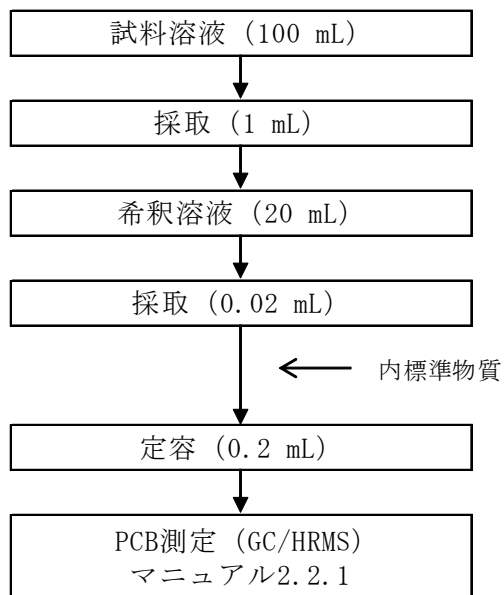 試料溶液 (100 mL)
採取 (1 mL)
希釈溶液 (20 mL)
採取 (0.02 mL)
内標準物質
定容 (0.2 mL)
PCB測定 (GC/HRMS)
マニュアル2.2.1